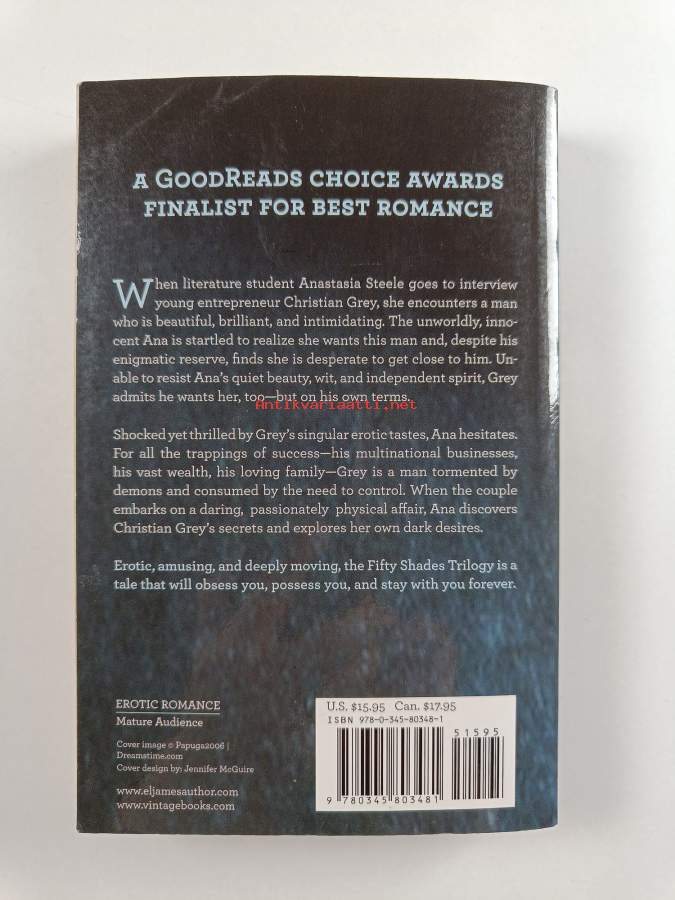 A GOODREADS CHOICE AWARDS
FINALIST FOR BEST ROMANCE
When literature student Anastasia Steele goes to interview
young entrepreneur Christian Grey, she encounters a man
who is beautiful, brilliant, and intimidating. The unworldly, inno-
cent Ana is startled to realize she wants this man and, despite his
enigmatic reserve, finds she is desperate to get close to him. Un-
able to resist Ana's quiet beauty, wit, and independent spirit, Grey
admits he wants her, too—but on his own terms.
Antikvariaatti.net
Shocked yet thrilled by Grey's singular erotic tastes, Ana hesitates.
For all the trappings of success—his multinational businesses,
his vast wealth, his loving family—Grey is a man tormented by
demons and consumed by the need to control. When the couple
embarks on a daring, passionately physical affair, Ana discovers
Christian Grey's secrets and explores her own dark desires.
Erotic, amusing, and deeply moving, the Fifty Shades Trilogy is a
tale that will obsess you, possess you, and stay with you forever.
EROTIC ROMANCE
Mature Audience
Cover image © Papuga2006 |
Dreamstime.com
Cover design by: Jennifer McGuire
www.eljamesauthor.com
www.vintagebooks.com
U.S. $15.95 Can. $17.95
ISBN 978-0-345-80348-1
51595
9 780345 803481